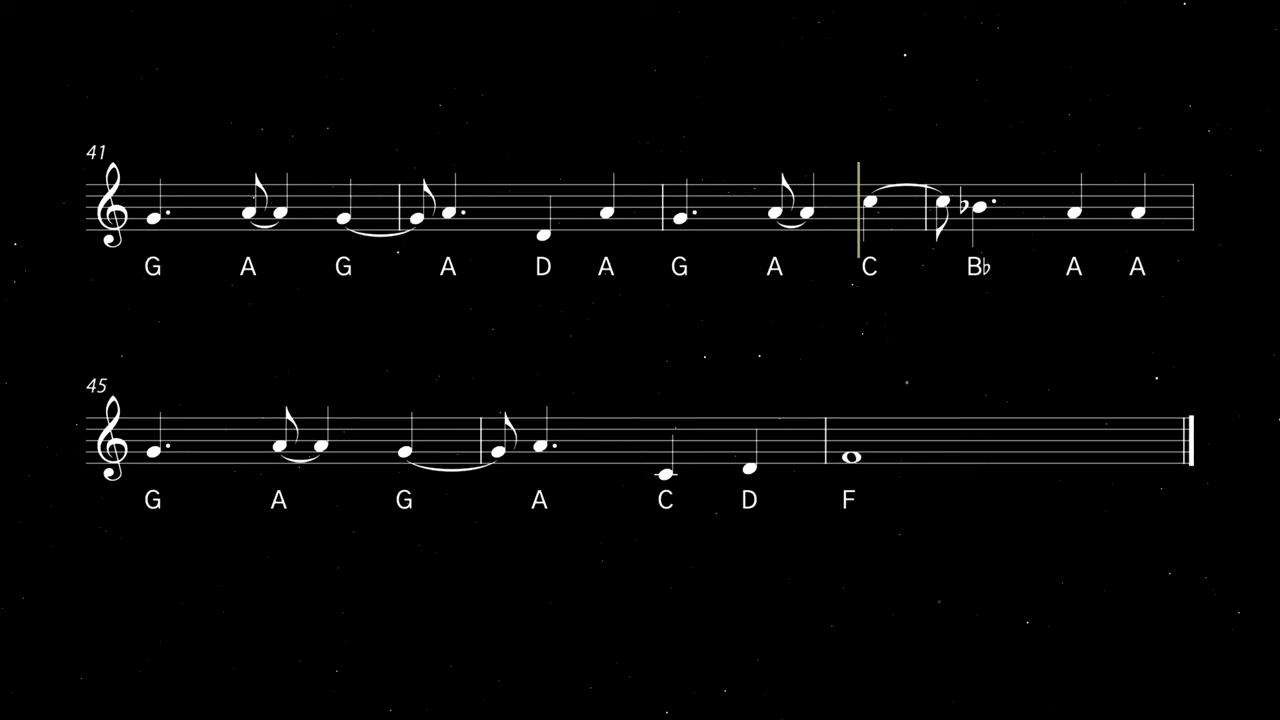 41
G A G A D A G A C B♭ A A
45
G A G A C D F